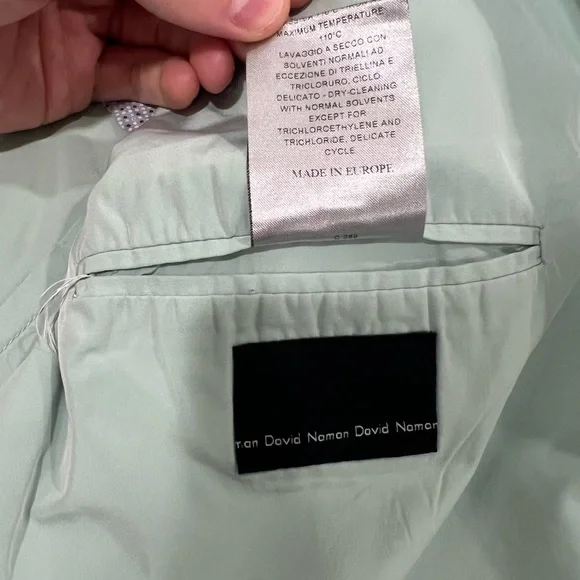 MAXIMUM TEMPERATURE
110°C
LAVAGGIO A SECCO CON
SOLVENTI NORMALI AD
ECCEZIONE DI TRIELLINA E
TRICLORURO, CICLO
DELICATO - DRY-CLEANING
WITH NORMAL SOLVENTS
EXCEPT FOR
TRICHLOROETHYLENE AND
TRICHLORIDE, DELICATE
CYCLE
MADE IN EUROPE
David Naman David Naman